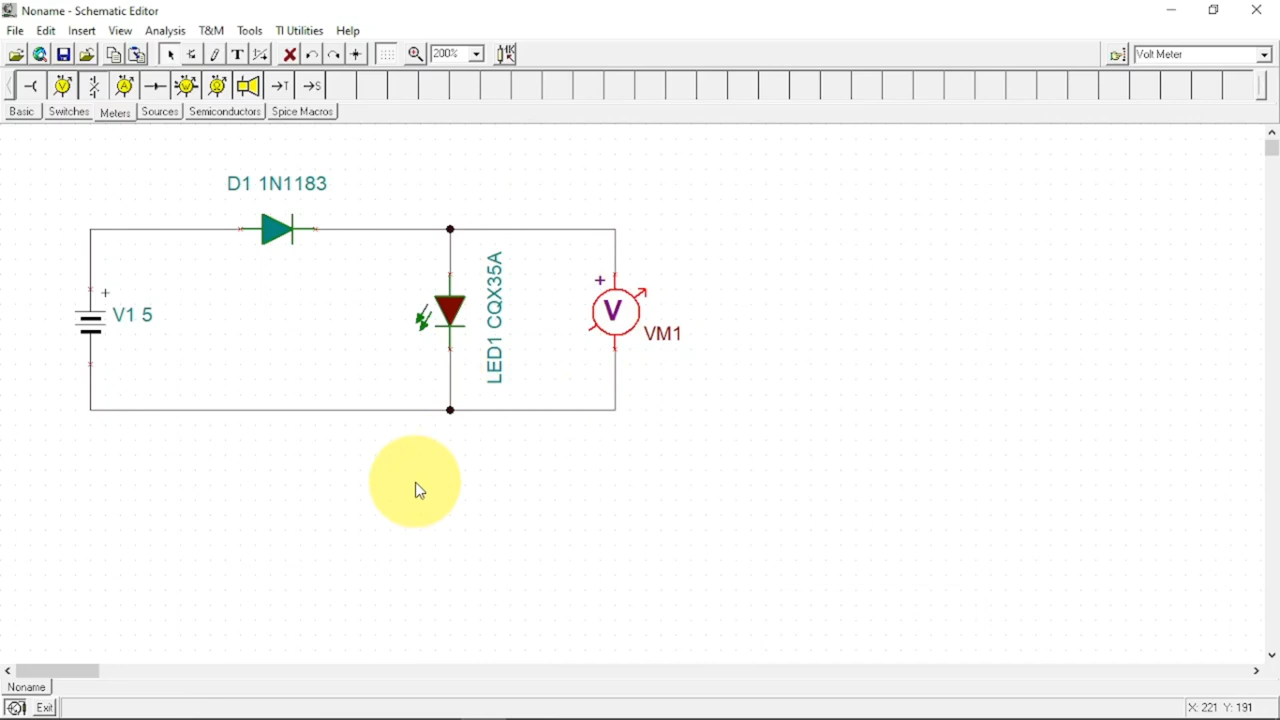 Noname - Schematic Editor
File Edit Insert View Analysis T&M Tools TI Utilities Help
T 200% Volt Meter
V A W Ω T S
Basic Switches Meters Sources Semiconductors Spice Macros
D1 1N1183
+ V1 5
LED1 CQX35A
+ V VM1
Noname
Exit X: 221 Y: 191